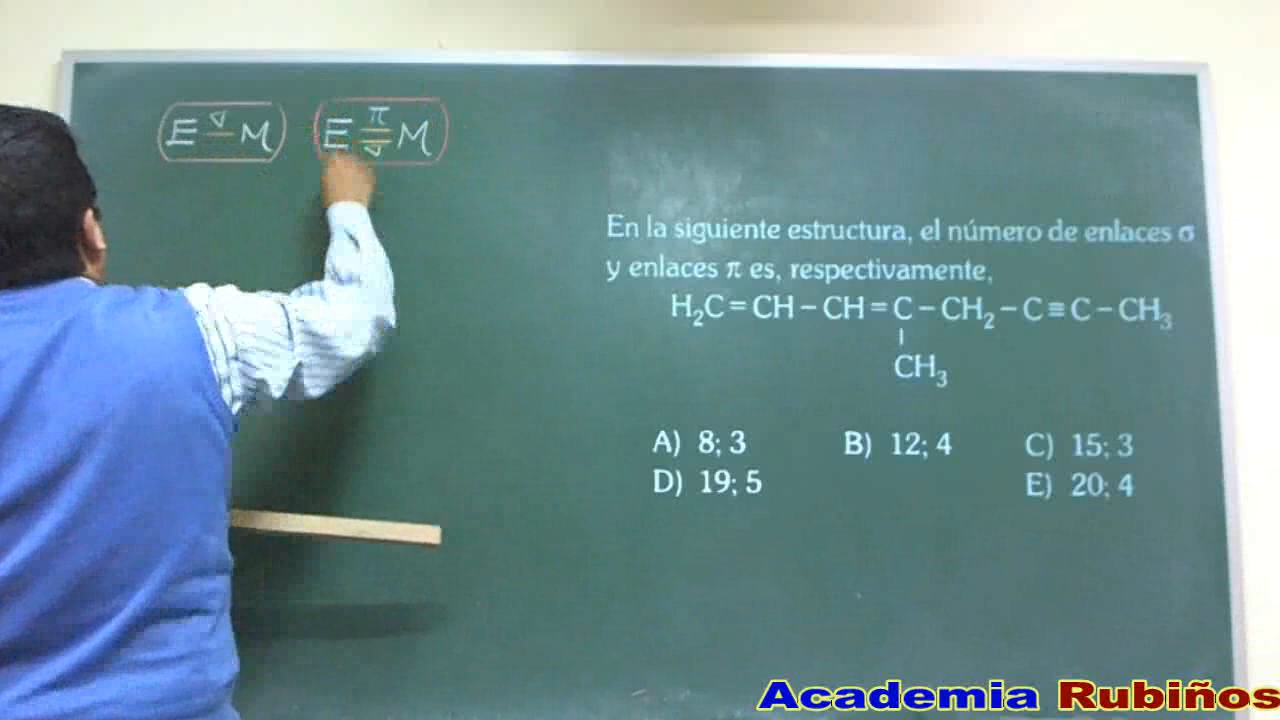 E σ M E π σ M
En la siguiente estructura, el número de enlaces σ
y enlaces π es, respectivamente,
H₂C=CH–CH=C–CH₂–C≡C–CH₃
CH₃
A) 8; 3 B) 12; 4 C) 15; 3
D) 19; 5 E) 20; 4
Academia Rubiños